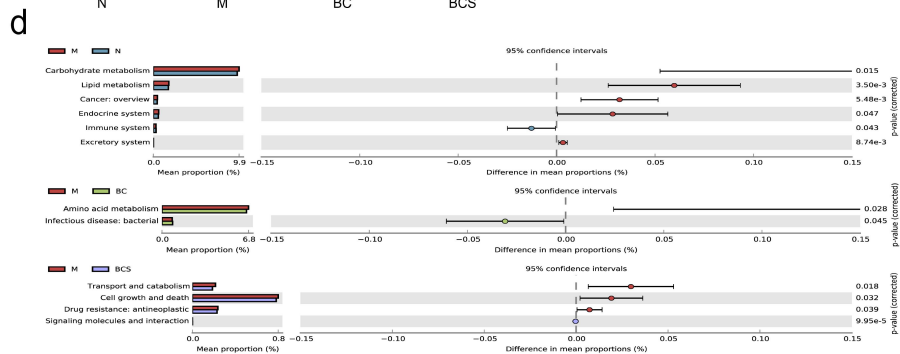 N M BC BCS
d
M N 95% confidence intervals
Carbohydrate metabolism 0.015
Lipid metabolism 3.50e-3
Cancer: overview 5.48e-3
Endocrine system 0.047
Immune system 0.043
Excretory system 8.74e-3
p-value (corrected)
0.0 9.9 −0.15 −0.10 −0.05 0.00 0.05 0.10 0.15
Mean proportion (%) Difference in mean proportions (%)
M BC 95% confidence intervals
Amino acid metabolism 0.028
Infectious disease: bacterial 0.045
p-value (corrected)
0.0 6.8 −0.15 −0.10 −0.05 0.00 0.05 0.10 0.15
Mean proportion (%) Difference in mean proportions (%)
M BCS 95% confidence intervals
Transport and catabolism 0.018
Cell growth and death 0.032
Drug resistance: antineoplastic 0.039
Signaling molecules and interaction 9.95e-5
p-value (corrected)
0.0 0.8 −0.15 −0.10 −0.05 0.00 0.05 0.10 0.15
Mean proportion (%) Difference in mean proportions (%)